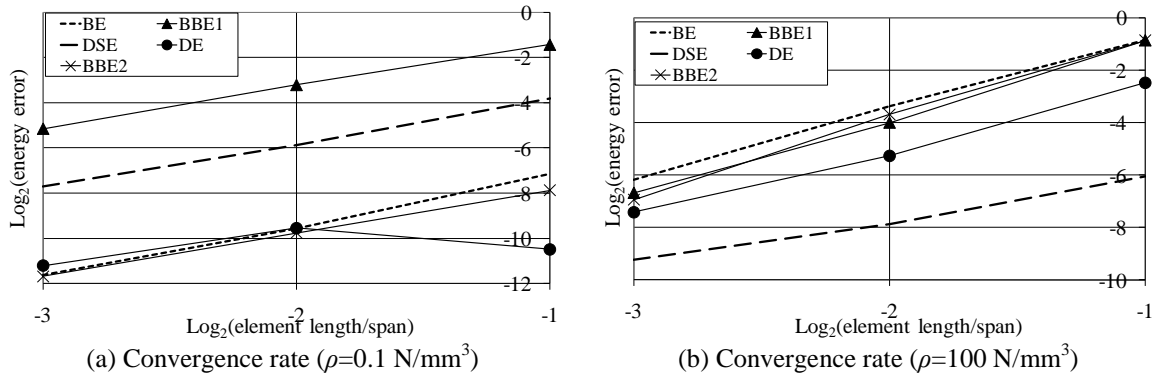 0
BE
BBE1
DSE
DE
BBE2
-2
-4
-6
-8
-10
-12
-3
-2
-1
Log2(energy error)
Log2(element length/span)
(a) Convergence rate (ρ=0.1 N/mm³)
0
BE
BBE1
DSE
DE
BBE2
-2
-4
-6
-8
-10
-3
-2
-1
Log2(energy error)
Log2(element length/span)
(b) Convergence rate (ρ=100 N/mm³)